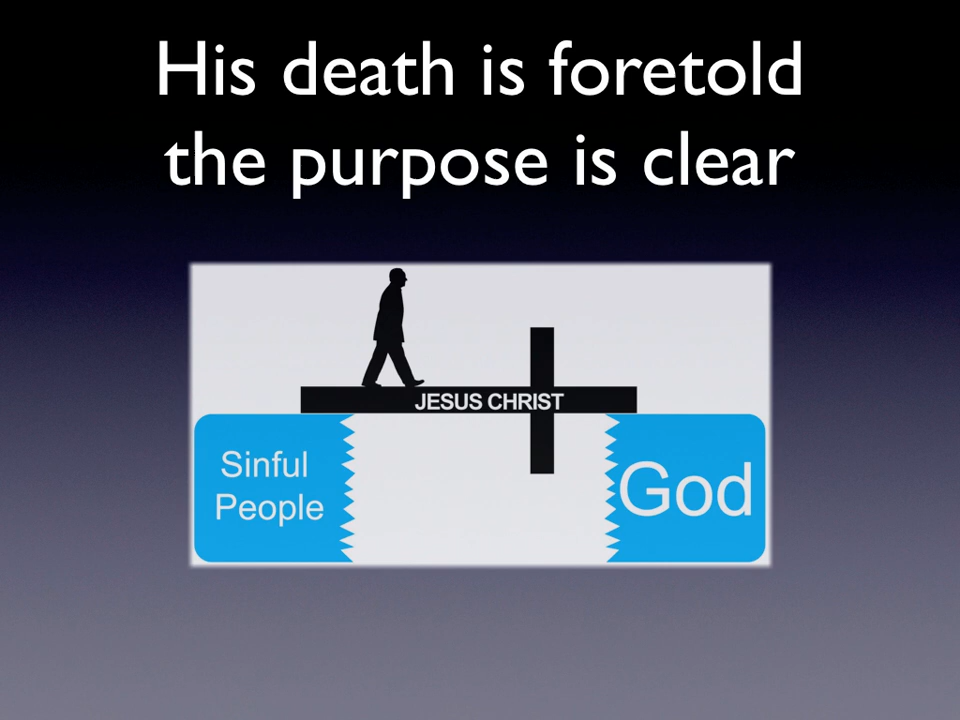 His death is foretold
the purpose is clear
JESUS CHRIST
Sinful
People
God